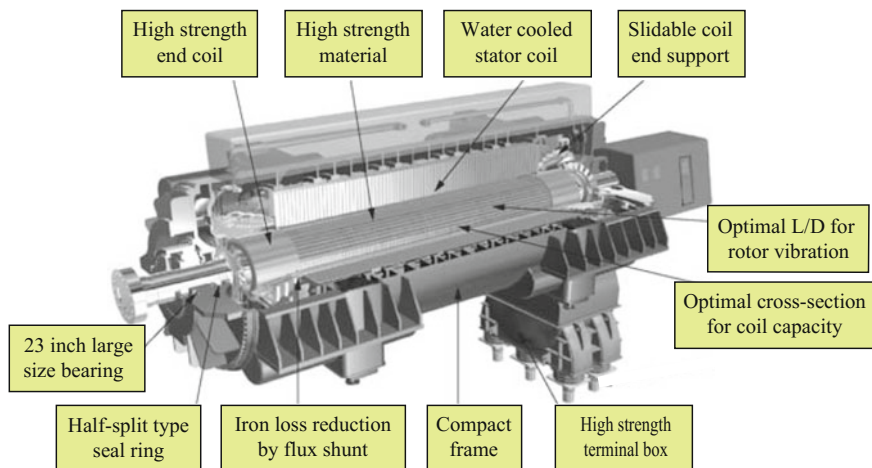 High strength
end coil
High strength
material
Water cooled
stator coil
Slidable coil
end support
Optimal L/D for
rotor vibration
Optimal cross-section
for coil capacity
23 inch large
size bearing
Half-split type
seal ring
Iron loss reduction
by flux shunt
Compact
frame
High strength
terminal box